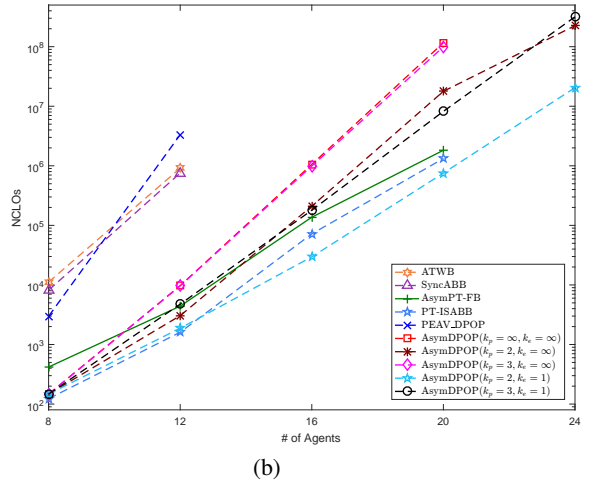 10^8
10^7
10^6
10^5
10^4
10^3
10^2
NCLOs
8 12 16 20 24
# of Agents
ATWB
SyncABB
AsymPT-FB
PT-ISABB
PEAV_DPOP
AsymDPOP(k_p = ∞, k_e = ∞)
AsymDPOP(k_p = 2, k_e = ∞)
AsymDPOP(k_p = 3, k_e = ∞)
AsymDPOP(k_p = 2, k_e = 1)
AsymDPOP(k_p = 3, k_e = 1)
(b)